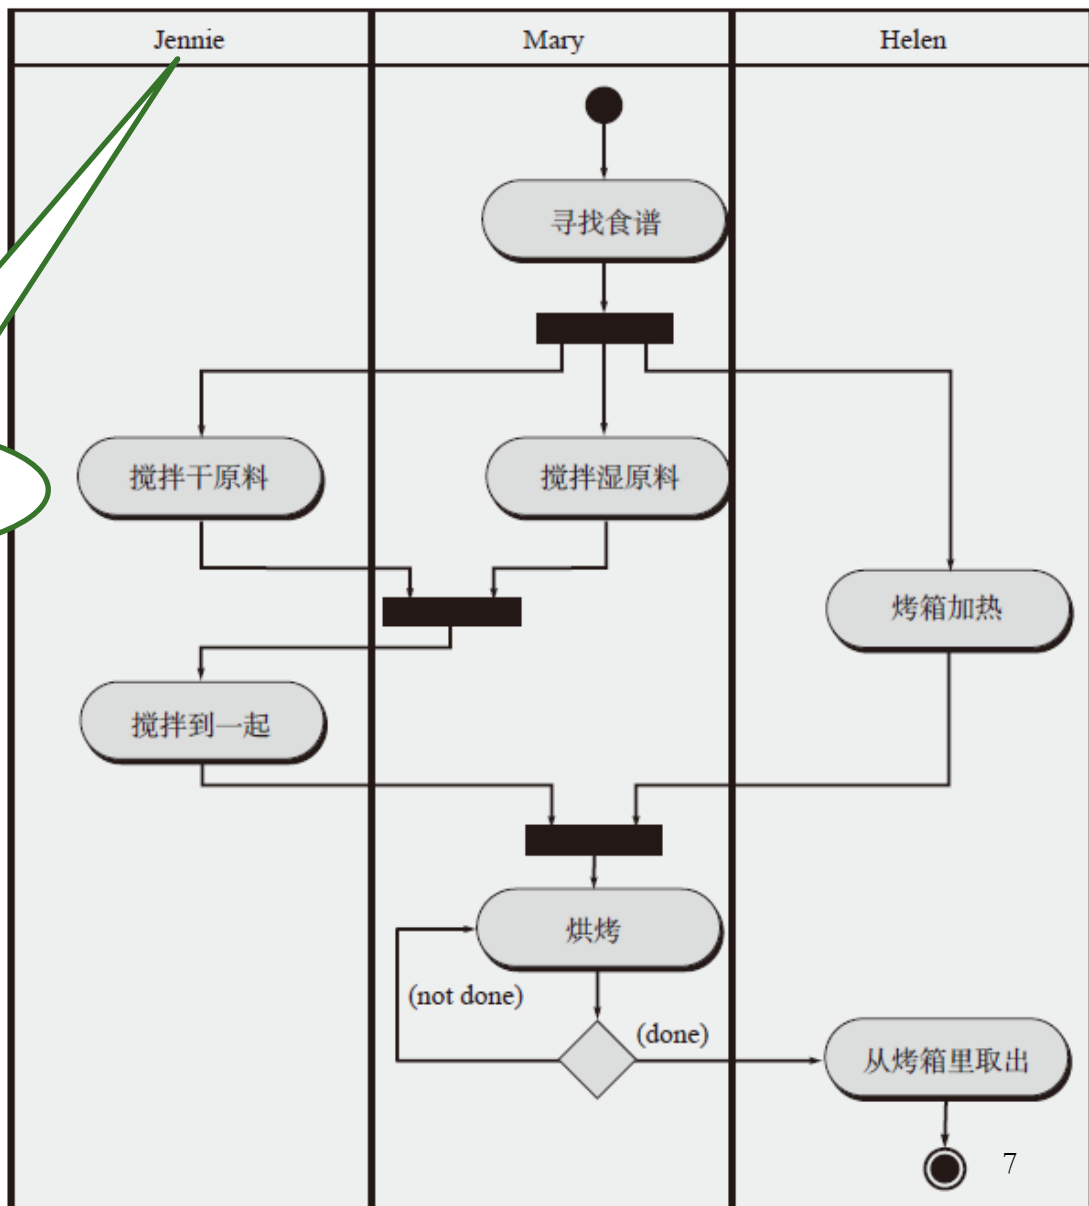 Jennie
Mary
Helen
寻找食谱
搅拌干原料
搅拌湿原料
烤箱加热
搅拌到一起
烘烤
(not done)
(done)
从烤箱里取出
7